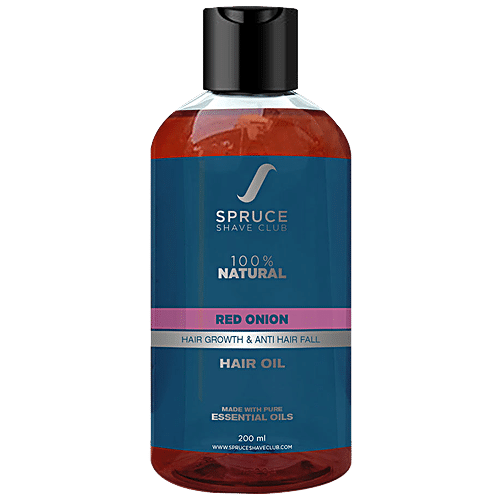 SPRUCE
SHAVE CLUB
100%
NATURAL
RED ONION
HAIR GROWTH & ANTI HAIR FALL
HAIR OIL
MADE WITH PURE
ESSENTIAL OILS
200 ml
WWW.SPRUCESHAVECLUB.COM